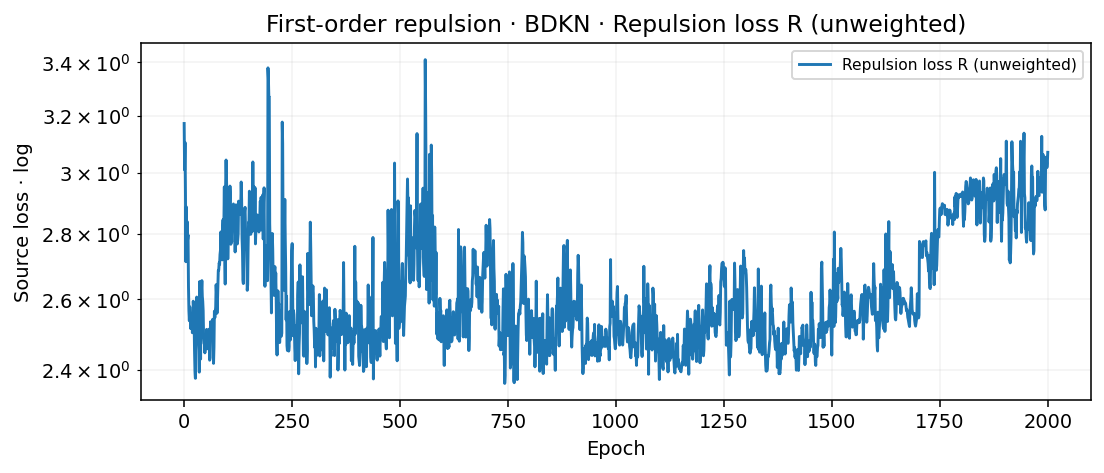 First-order repulsion · BDKN · Repulsion loss R (unweighted)
Repulsion loss R (unweighted)
Source loss · log
3.4 × 10⁰
3.2 × 10⁰
3 × 10⁰
2.8 × 10⁰
2.6 × 10⁰
2.4 × 10⁰
0 250 500 750 1000 1250 1500 1750 2000
Epoch